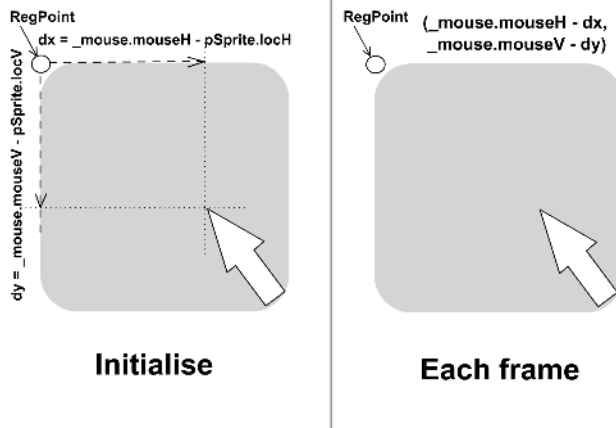 RegPoint
dx = _mouse.mouseH - pSprite.locH
dy = _mouse.mouseV - pSprite.locV
Initialise
RegPoint
(_mouse.mouseH - dx,
_mouse.mouseV - dy)
Each frame